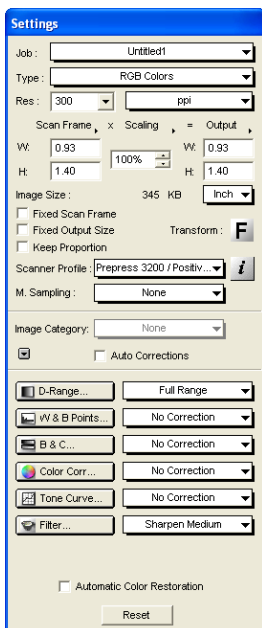 Settings
Job : Untitled1
Type : RGB Colors
Res : 300 ppi
Scan Frame , x Scaling , = Output ,
W: 0.93 W: 0.93
100%
H: 1.40 H: 1.40
Image Size : 345 KB Inch
Fixed Scan Frame
Fixed Output Size Transform : F
Keep Proportion
Scanner Profile : Prepress 3200 / Positiv... i
M. Sampling : None
Image Category: None
Auto Corrections
D-Range... Full Range
W & B Points... No Correction
B & C... No Correction
Color Corr... No Correction
Tone Curve... No Correction
Filter... Sharpen Medium
Automatic Color Restoration
Reset